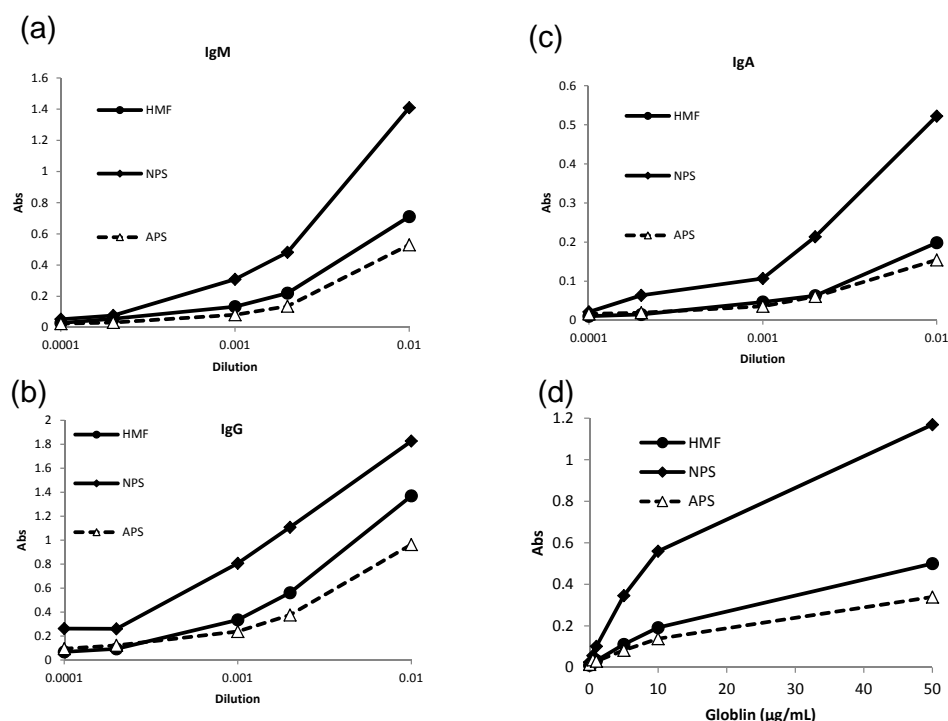 (a)
IgM
1.6
1.4
1.2
1
0.8
0.6
0.4
0.2
0
Abs
HMF
NPS
APS
0.0001 0.001 0.01
Dilution
(c)
IgA
0.6
0.5
0.4
0.3
0.2
0.1
0
Abs
HMF
NPS
APS
0.0001 0.001 0.01
Dilution
(b)
IgG
2
1.8
1.6
1.4
1.2
1
0.8
0.6
0.4
0.2
0
Abs
HMF
NPS
APS
0.0001 0.001 0.01
Dilution
(d)
1.2
1
0.8
0.6
0.4
0.2
0
Abs
HMF
NPS
APS
0 10 20 30 40 50
Globlin (µg/mL)